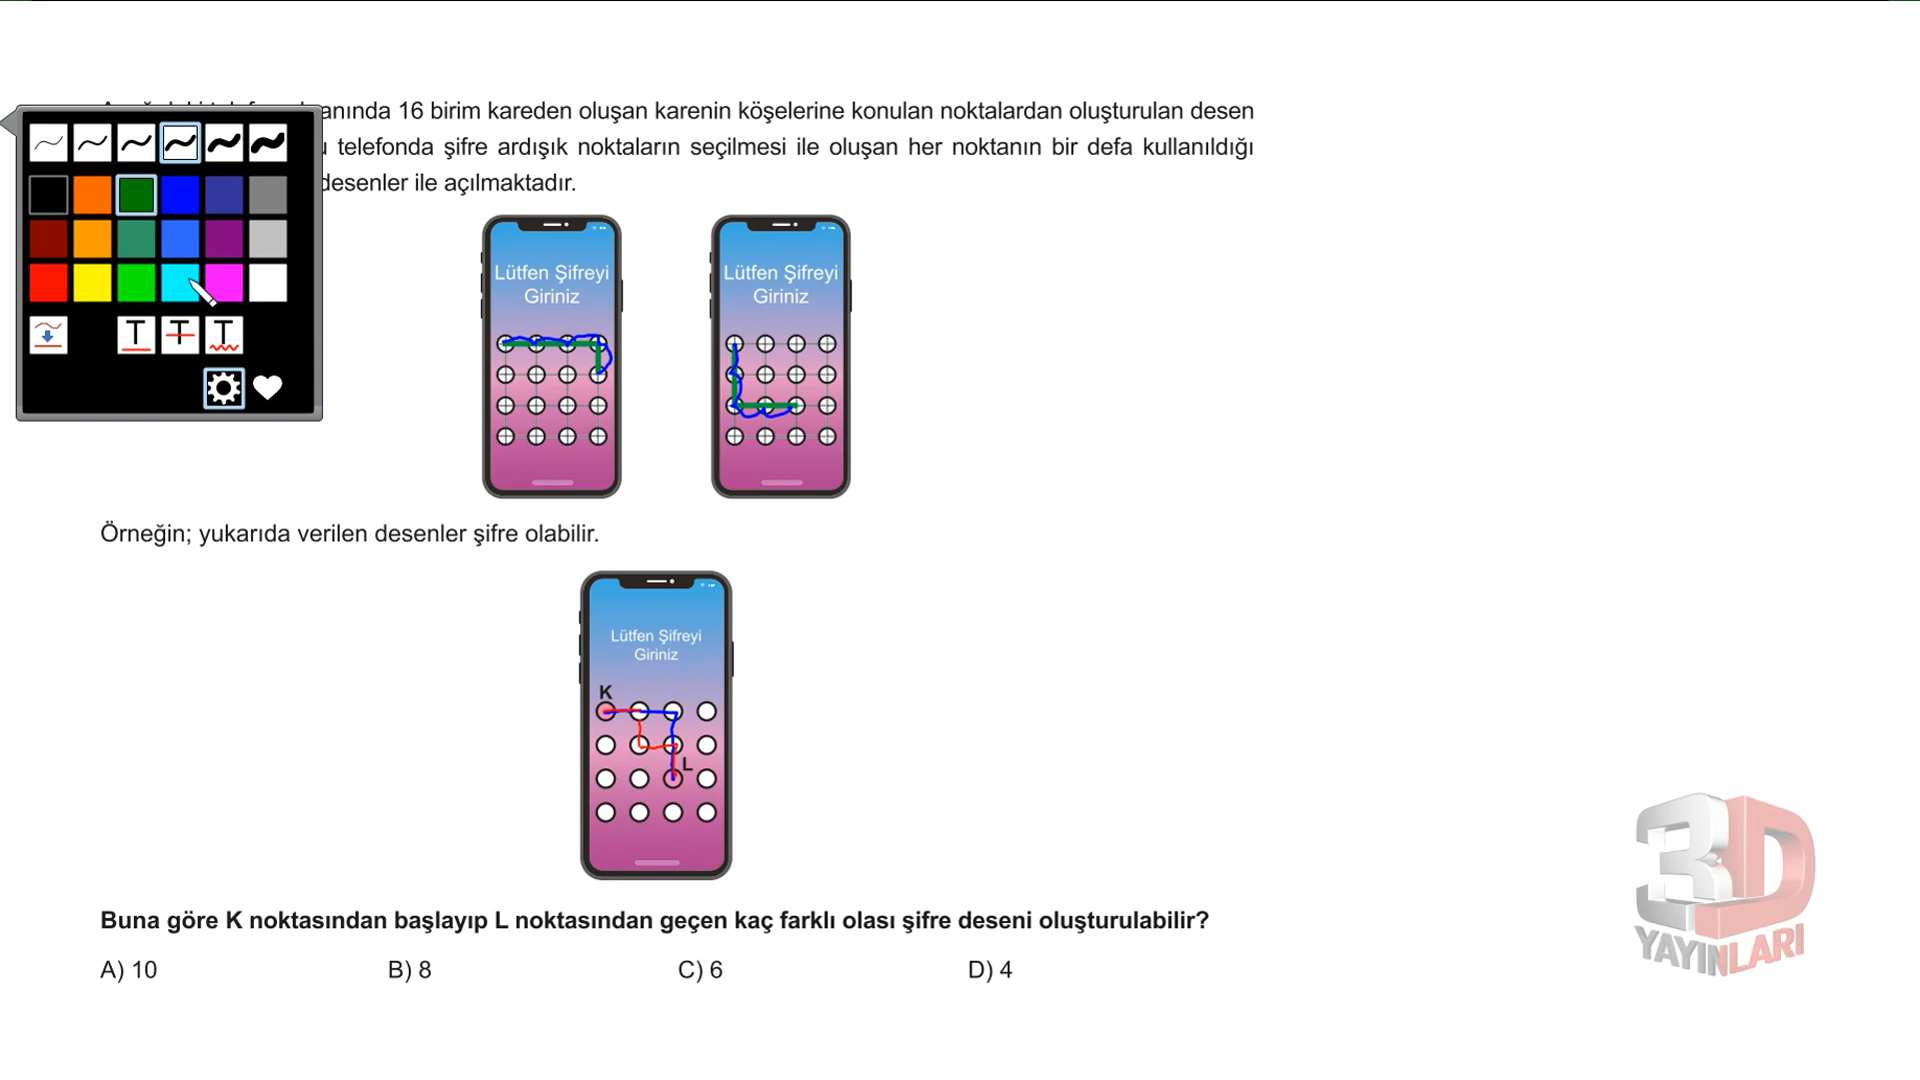 anında 16 birim kareden oluşan karenin köşelerine konulan noktalardan oluşturulan desen
telefonda şifre ardışık noktaların seçilmesi ile oluşan her noktanın bir defa kullanıldığı
desenler ile açılmaktadır.
Lütfen Şifreyi
Giriniz
Lütfen Şifreyi
Giriniz
Örneğin; yukarıda verilen desenler şifre olabilir.
Lütfen Şifreyi
Giriniz
K
L
Buna göre K noktasından başlayıp L noktasından geçen kaç farklı olası şifre deseni oluşturulabilir?
A) 10 B) 8 C) 6 D) 4
3D
YAYINLARI
T T T